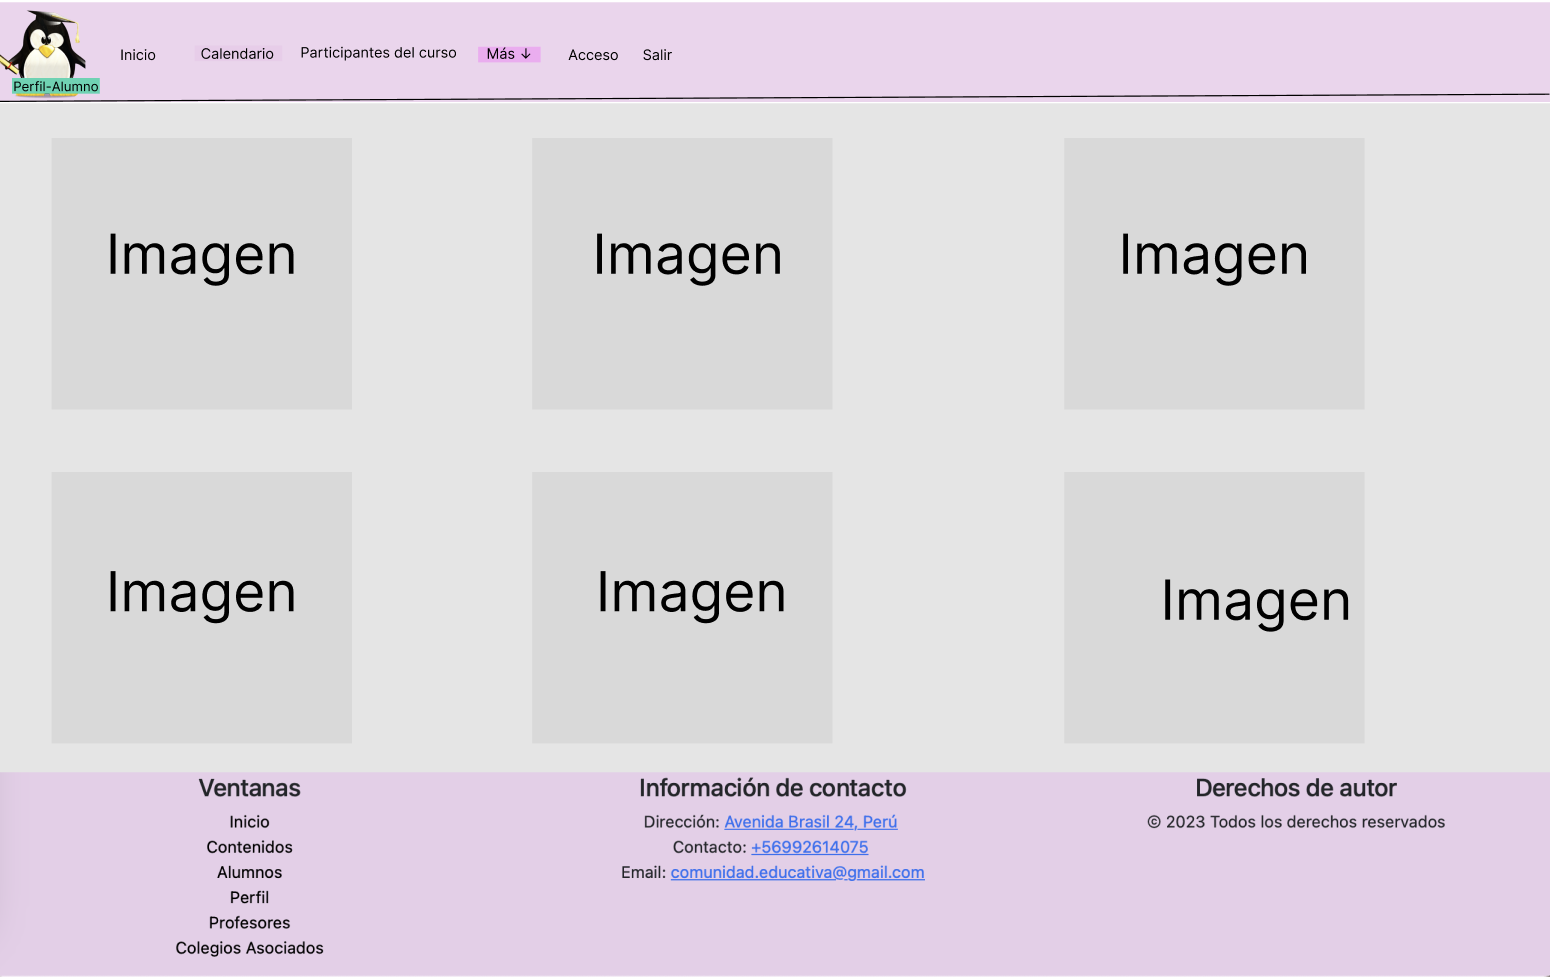 Perfil-Alumno
Inicio Calendario Participantes del curso Más ↓ Acceso Salir
Imagen Imagen Imagen
Imagen Imagen Imagen
Ventanas
Inicio
Contenidos
Alumnos
Perfil
Profesores
Colegios Asociados
Información de contacto
Dirección: Avenida Brasil 24, Perú
Contacto: +56992614075
Email: comunidad.educativa@gmail.com
Derechos de autor
© 2023 Todos los derechos reservados